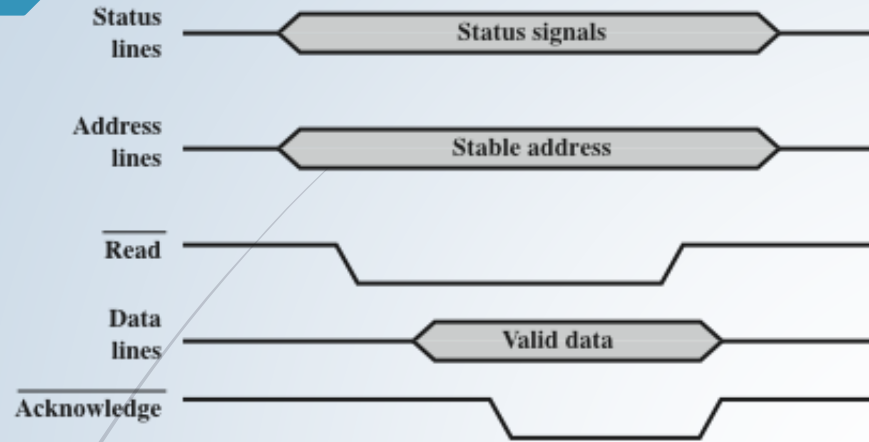 Status
lines
Status signals
Address
lines
Stable address
Read
Data
lines
Valid data
Acknowledge